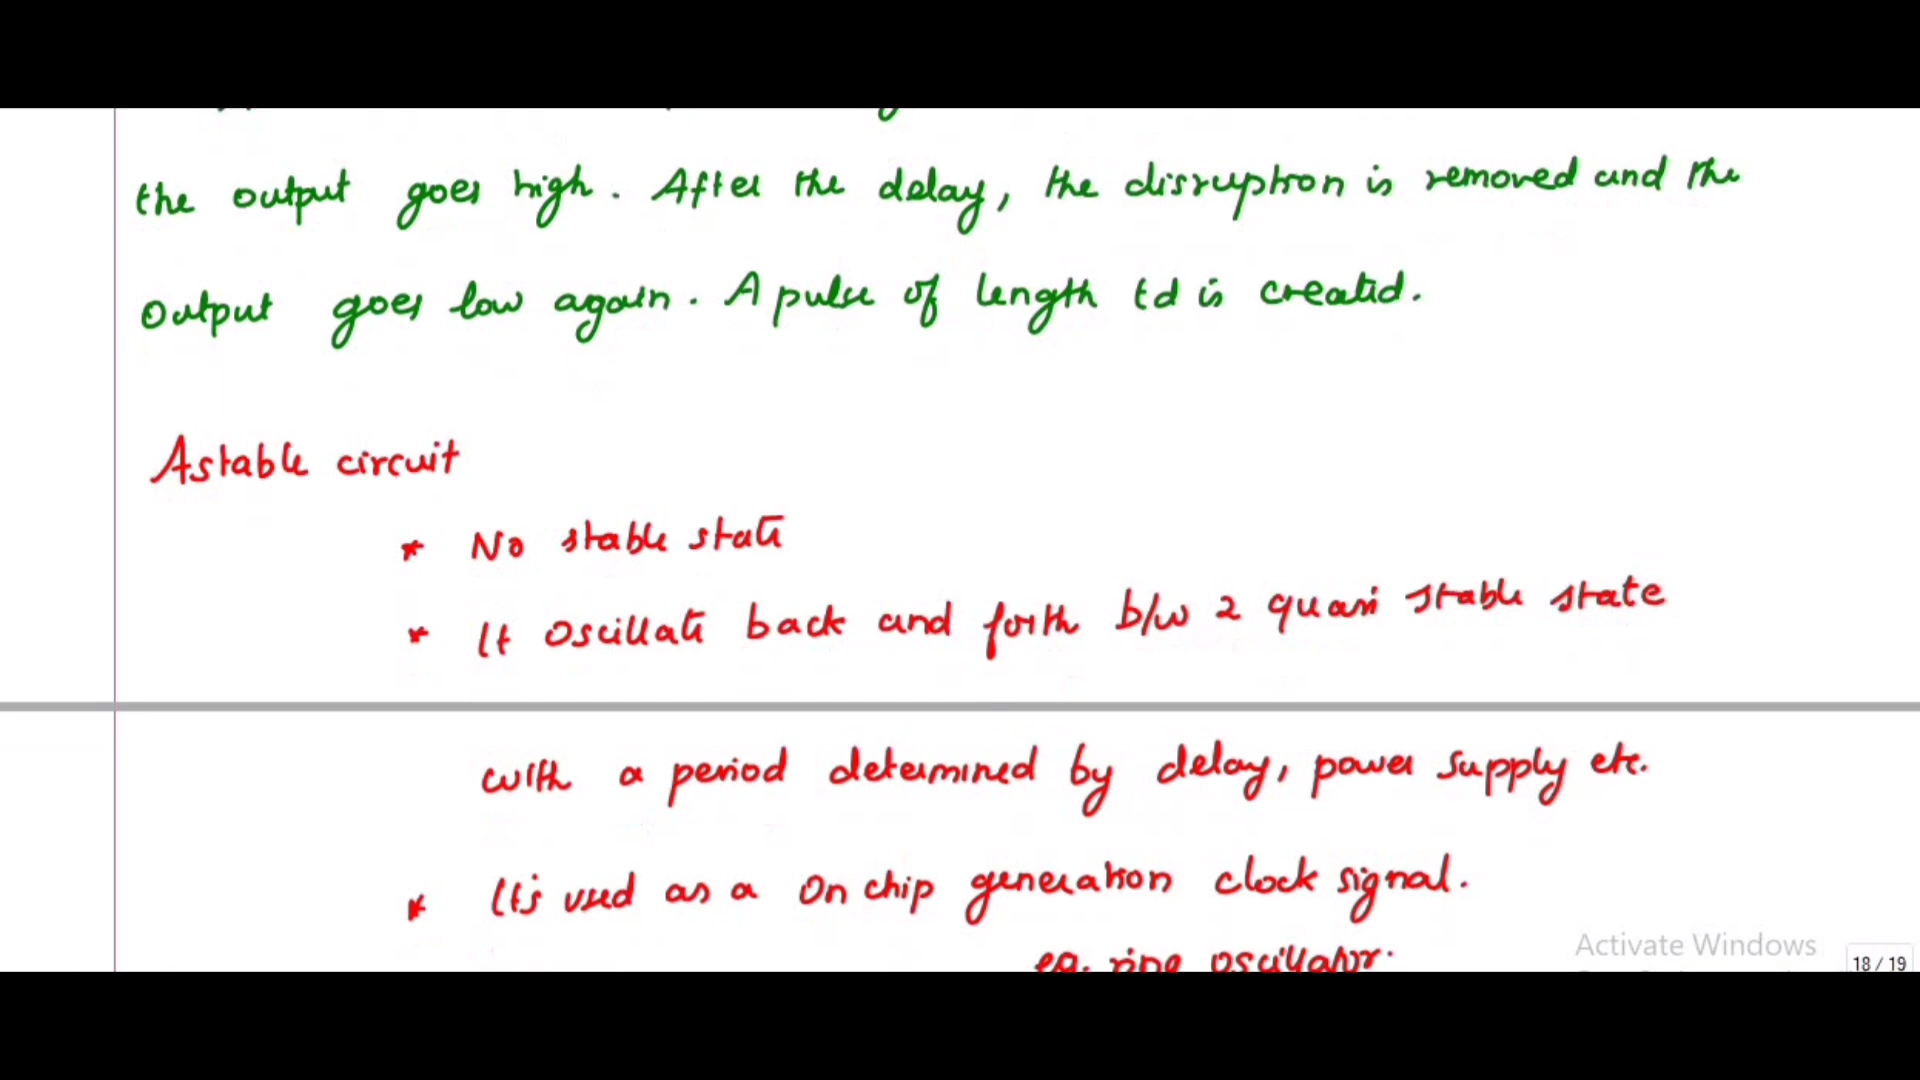 the output goes high. After the delay, the disruption is removed and the
output goes low again. A pulse of length td is created.
Astable circuit
* No stable state
* It oscillate back and forth b/w 2 quasi stable state
with a period determined by delay, power supply etc.
* It's used as a on chip generation clock signal.
eg. ring oscillator.
Activate Windows
18 / 19